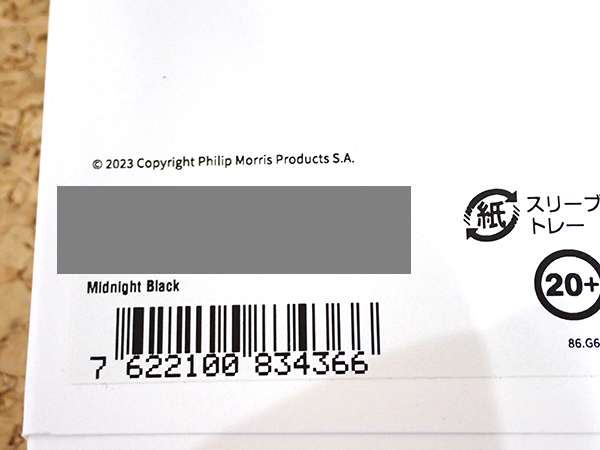 © 2023 Copyright Philip Morris Products S.A.
紙
スリーブ
トレー
20+
Midnight Black
86.G6
7 622100 834366